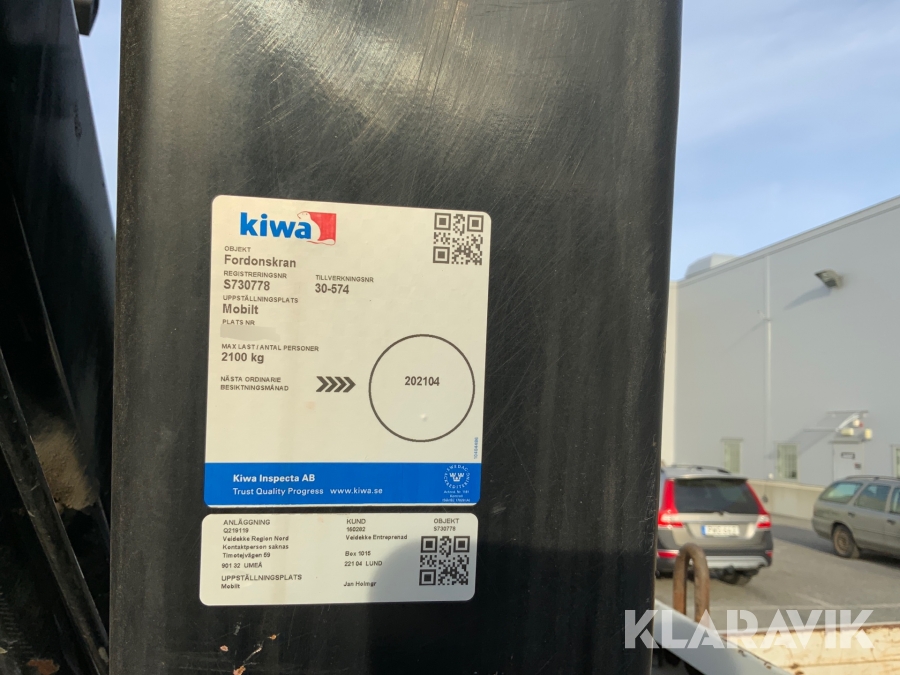 kiwa
OBJEKT
Fordonskran
REGISTRERINGSNR TILLVERKNINGSNR
S730778 30-574
UPPSTÄLLNINGSPLATS
Mobilt
PLATS NR
MAX LAST / ANTAL PERSONER
2100 kg
NÄSTA ORDINARIE
BESIKTNINGSMÅNAD
202104
Kiwa Inspecta AB
Trust Quality Progress www.kiwa.se
ANLÄGGNING KUND OBJEKT
Q219119 160262 S730778
Veidekke Region Nord Veidekke Entreprenad
Kontaktperson saknas
Timotejvägen 69 Box 1015
901 32 UMEÅ 221 04 LUND
UPPSTÄLLNINGSPLATS
Mobilt Jan Holmgr
KLARAVIK